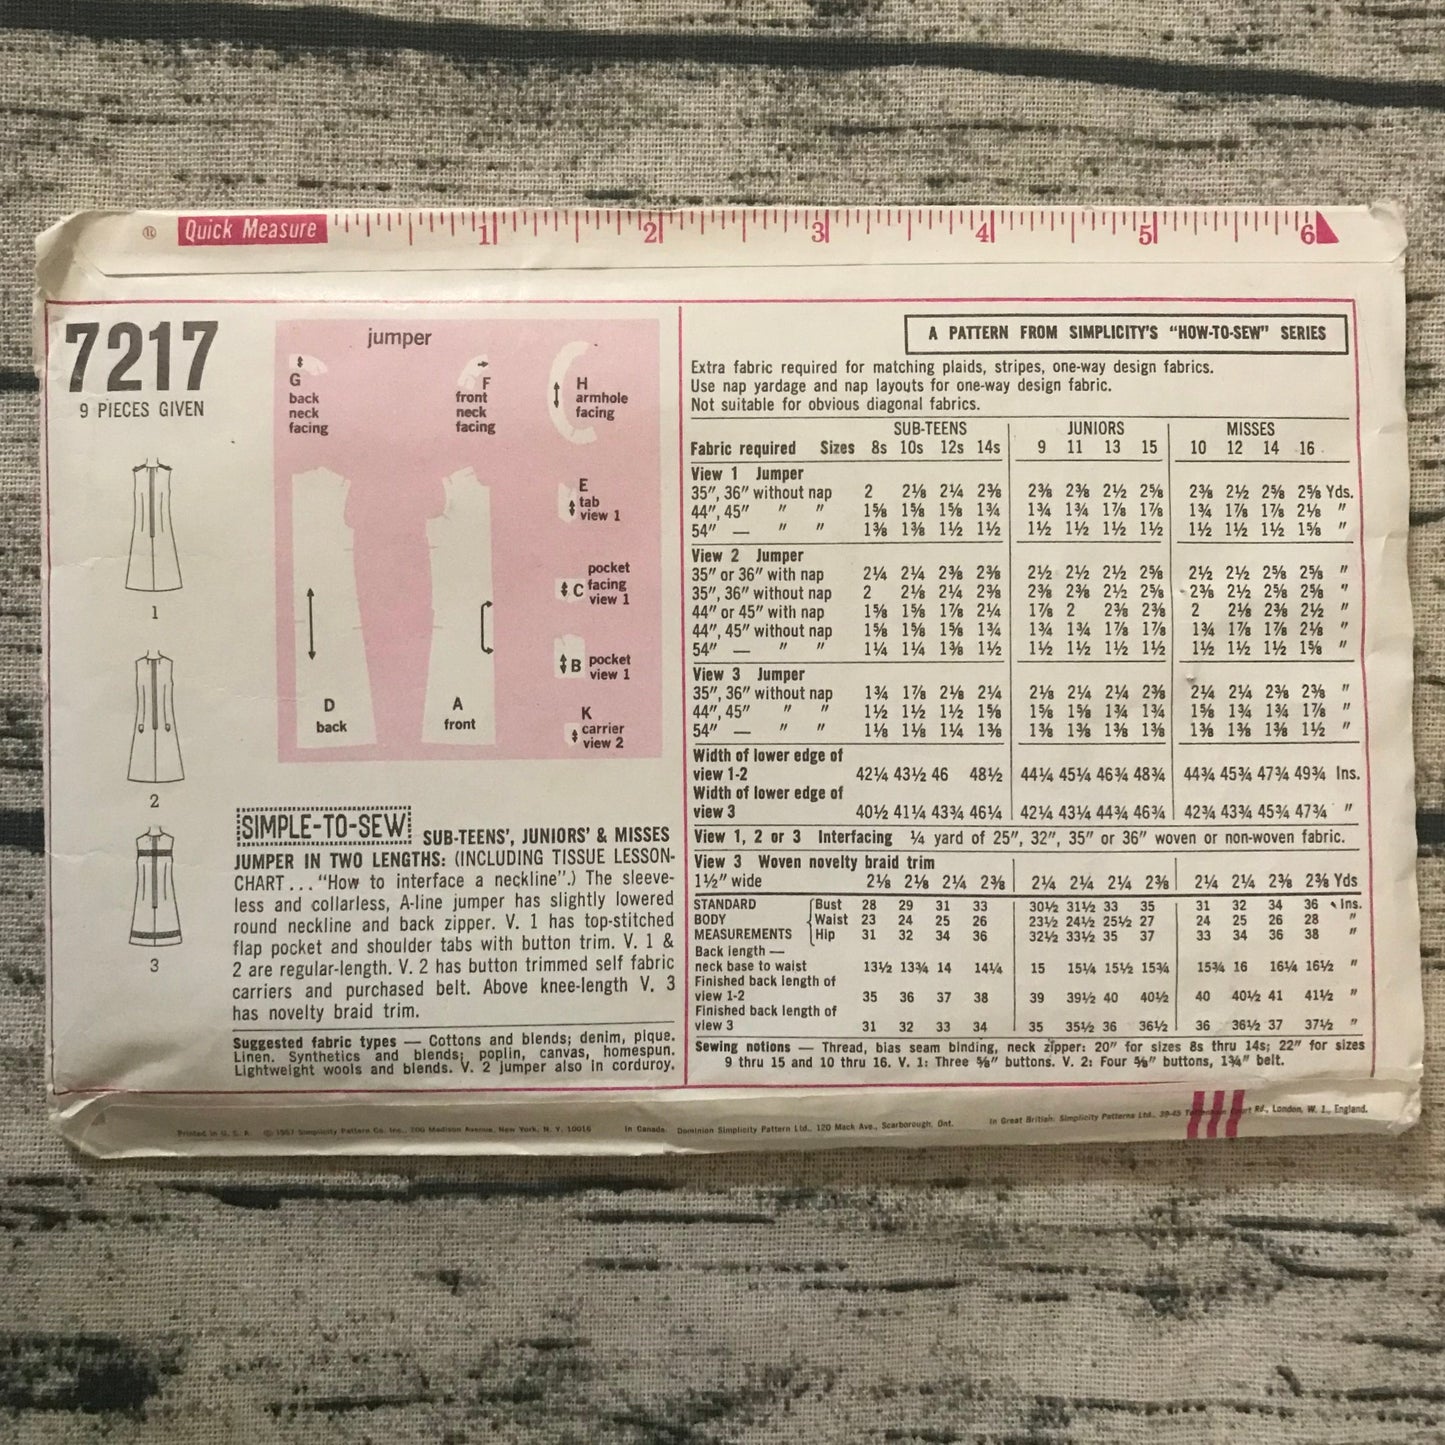 ® Quick Measure 1 2 3 4 5 6
7217
9 PIECES GIVEN
1
2
3
jumper
G
back
neck
facing
F
front
neck
facing
H
armhole
facing
E
tab
view 1
pocket
C facing
view 1
B pocket
view 1
K
carrier
view 2
D
back
A
front
SIMPLE-TO-SEW SUB-TEENS', JUNIORS' & MISSES
JUMPER IN TWO LENGTHS: (INCLUDING TISSUE LESSON-
CHART... "How to interface a neckline".) The sleeve-
less and collarless, A-line jumper has slightly lowered
round neckline and back zipper. V. 1 has top-stitched
flap pocket and shoulder tabs with button trim. V. 1 &
2 are regular-length. V. 2 has button trimmed self fabric
carriers and purchased belt. Above knee-length V. 3
has novelty braid trim.
Suggested fabric types — Cottons and blends; denim, pique.
Linen. Synthetics and blends; poplin, canvas, homespun.
Lightweight wools and blends. V. 2 jumper also in corduroy.
A PATTERN FROM SIMPLICITY'S "HOW-TO-SEW" SERIES
Extra fabric required for matching plaids, stripes, one-way design fabrics.
Use nap yardage and nap layouts for one-way design fabric.
Not suitable for obvious diagonal fabrics.
SUB-TEENS JUNIORS MISSES
Fabric required Sizes 8s 10s 12s 14s 9 11 13 15 10 12 14 16
View 1 Jumper
35", 36" without nap 2 2⅛ 2¼ 2⅜ 2⅜ 2⅜ 2½ 2⅝ 2⅜ 2½ 2⅝ 2⅝ Yds.
44", 45" " " 1⅝ 1⅝ 1⅝ 1¾ 1¾ 1¾ 1⅞ 1⅞ 1¾ 1⅞ 1⅞ 2⅛ "
54" — " " 1⅜ 1⅜ 1½ 1½ 1½ 1½ 1½ 1½ 1½ 1½ 1½ 1⅝ "
View 2 Jumper
35" or 36" with nap 2¼ 2¼ 2⅜ 2⅜ 2½ 2½ 2½ 2⅝ 2½ 2½ 2⅝ 2⅝ "
35", 36" without nap 2 2⅛ 2¼ 2⅜ 2⅜ 2⅜ 2½ 2⅝ 2⅜ 2½ 2⅝ 2⅝ "
44" or 45" with nap 1⅝ 1⅝ 1⅞ 2¼ 1⅞ 2 2⅜ 2⅜ 2 2⅛ 2⅜ 2½ "
44", 45" without nap 1⅝ 1⅝ 1⅝ 1¾ 1¾ 1¾ 1⅞ 1⅞ 1¾ 1⅞ 1⅞ 2⅛ "
54" — " " 1¼ 1¼ 1⅜ 1½ 1½ 1½ 1½ 1½ 1½ 1½ 1½ 1⅝ "
View 3 Jumper
35", 36" without nap 1¾ 1⅞ 2⅛ 2¼ 2⅛ 2¼ 2¼ 2⅜ 2¼ 2¼ 2⅜ 2⅜ "
44", 45" " " 1½ 1½ 1½ 1⅝ 1⅝ 1⅝ 1¾ 1¾ 1⅝ 1¾ 1¾ 1⅞ "
54" — " " 1⅛ 1⅛ 1¼ 1⅜ 1⅜ 1⅜ 1⅜ 1⅜ 1⅜ 1⅜ 1⅜ 1½ "
Width of lower edge of
view 1-2 42¼ 43½ 46 48½ 44¼ 45¼ 46¾ 48¾ 44¾ 45¾ 47¾ 49¾ Ins.
Width of lower edge of
view 3 40½ 41¼ 43¾ 46¼ 42¼ 43¼ 44¾ 46¾ 42¾ 43¾ 45¾ 47¾ "
View 1, 2 or 3 Interfacing ¼ yard of 25", 32", 35" or 36" woven or non-woven fabric.
View 3 Woven novelty braid trim
1½" wide 2⅛ 2⅛ 2¼ 2⅜ 2¼ 2¼ 2¼ 2⅜ 2¼ 2¼ 2⅜ 2⅜ Yds
STANDARD Bust 28 29 31 33 30½ 31½ 33 35 31 32 34 36 Ins.
BODY Waist 23 24 25 26 23½ 24½ 25½ 27 24 25 26 28 "
MEASUREMENTS Hip 31 32 34 36 32½ 33½ 35 37 33 34 36 38 "
Back length —
neck base to waist 13½ 13¾ 14 14¼ 15 15¼ 15½ 15¾ 15¾ 16 16¼ 16½ "
Finished back length of
view 1-2 35 36 37 38 39 39½ 40 40½ 40 40½ 41 41½ "
Finished back length of
view 3 31 32 33 34 35 35½ 36 36½ 36 36½ 37 37½ "
Sewing notions — Thread, bias seam binding, neck zipper: 20" for sizes 8s thru 14s; 22" for sizes
9 thru 15 and 10 thru 16. V. 1: Three ⅝" buttons. V. 2: Four ⅝" buttons, 1¾" belt.
Printed in U. S. A. © 1967 Simplicity Pattern Co. Inc., 200 Madison Avenue, New York, N. Y. 10016 In Canada: Dominion Simplicity Pattern Ltd., 120 Mack Ave., Scarborough, Ont. In Great Britain: Simplicity Patterns Ltd., 39-45 Tottenham Court Rd., London, W. 1., England.